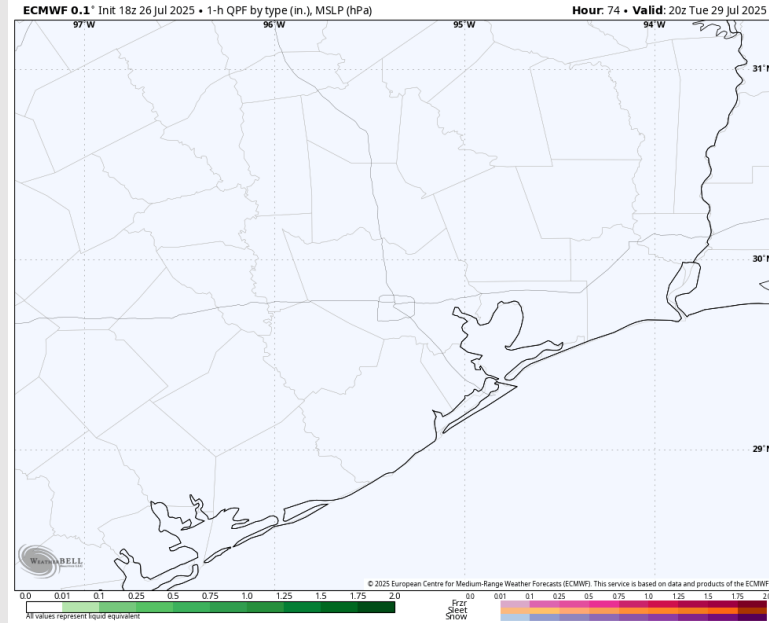 ECMWF 0.1° Init 18z 26 Jul 2025 • 1-h QPF by type (in.), MSLP (hPa)
Hour: 74 • Valid: 20z Tue 29 Jul 2025
97°W 96°W 95°W 94°W
31°N
30°N
29°N
WEATHERBELL
© 2025 European Centre for Medium-Range Weather Forecasts (ECMWF). This service is based on data and products of the ECMWF
0.0 0.01 0.1 0.25 0.5 0.75 1.0 1.25 1.5 1.75 2.0
0.0 0.01 0.1 0.25 0.5 0.75 1.0 1.25 1.5 1.75 2.0
Frzr
Sleet
Snow
All values represent liquid equivalent